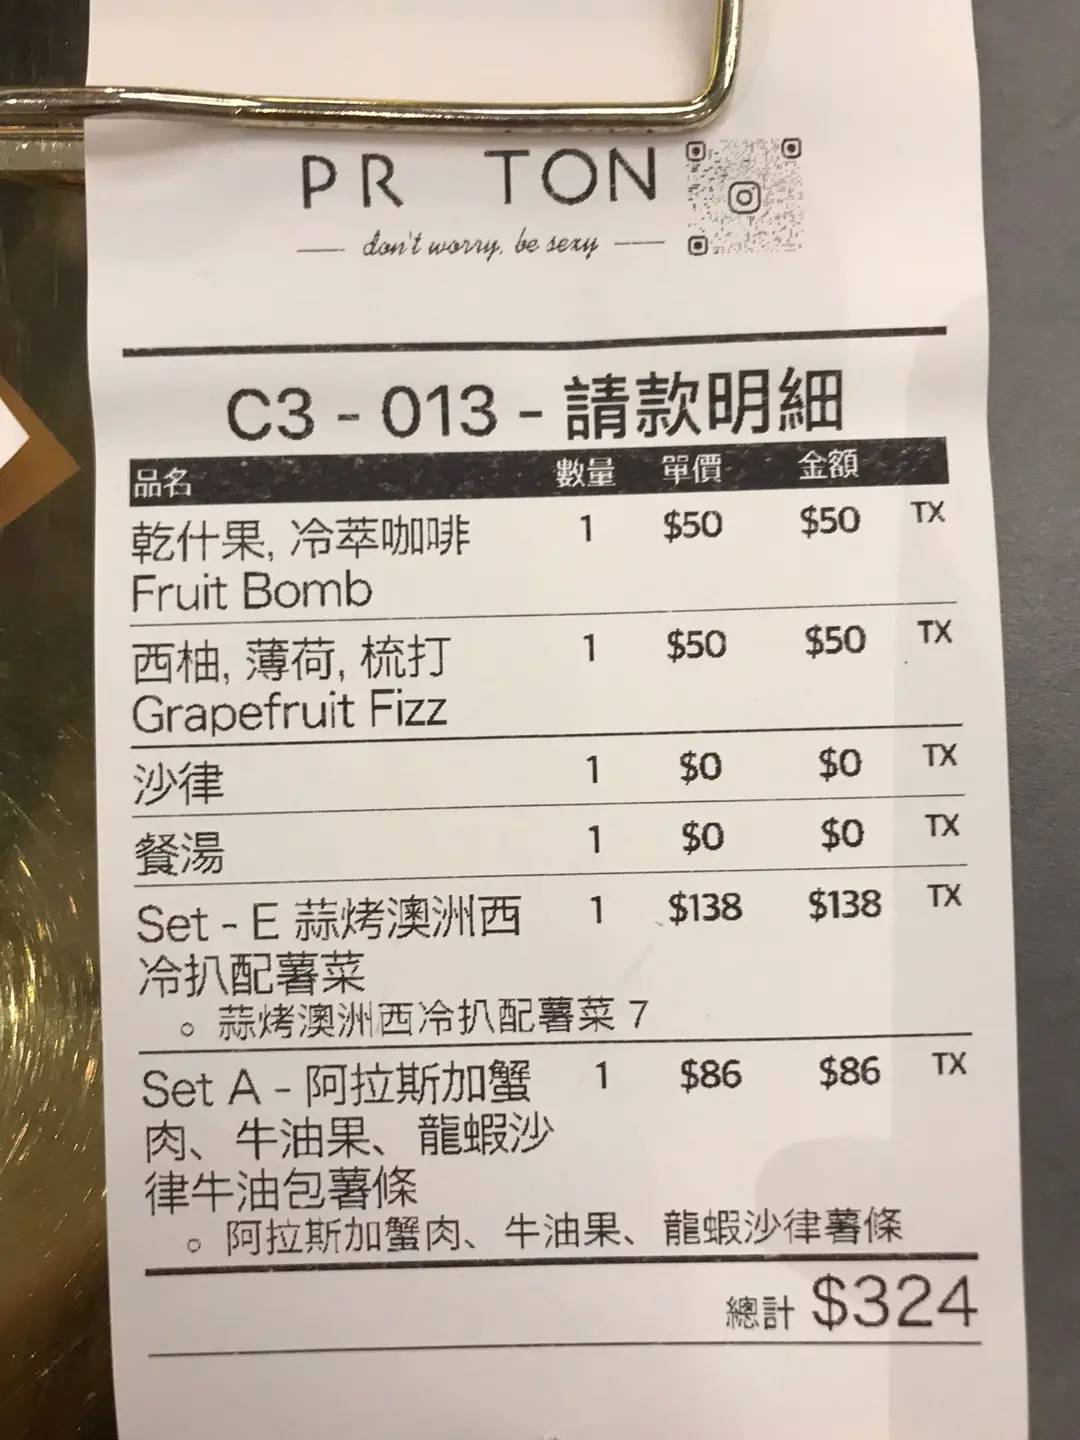 PR TON
don't worry, be sexy
C3 - 013 - 請款明細
品名 數量 單價 金額
乾什果, 冷萃咖啡 1 $50 $50 TX
Fruit Bomb
西柚, 薄荷, 梳打 1 $50 $50 TX
Grapefruit Fizz
沙律 1 $0 $0 TX
餐湯 1 $0 $0 TX
Set - E 蒜烤澳洲西 1 $138 $138 TX
冷扒配薯菜
。蒜烤澳洲西冷扒配薯菜 7
Set A - 阿拉斯加蟹 1 $86 $86 TX
肉、牛油果、龍蝦沙
律牛油包薯條
。阿拉斯加蟹肉、牛油果、龍蝦沙律薯條
總計 $324